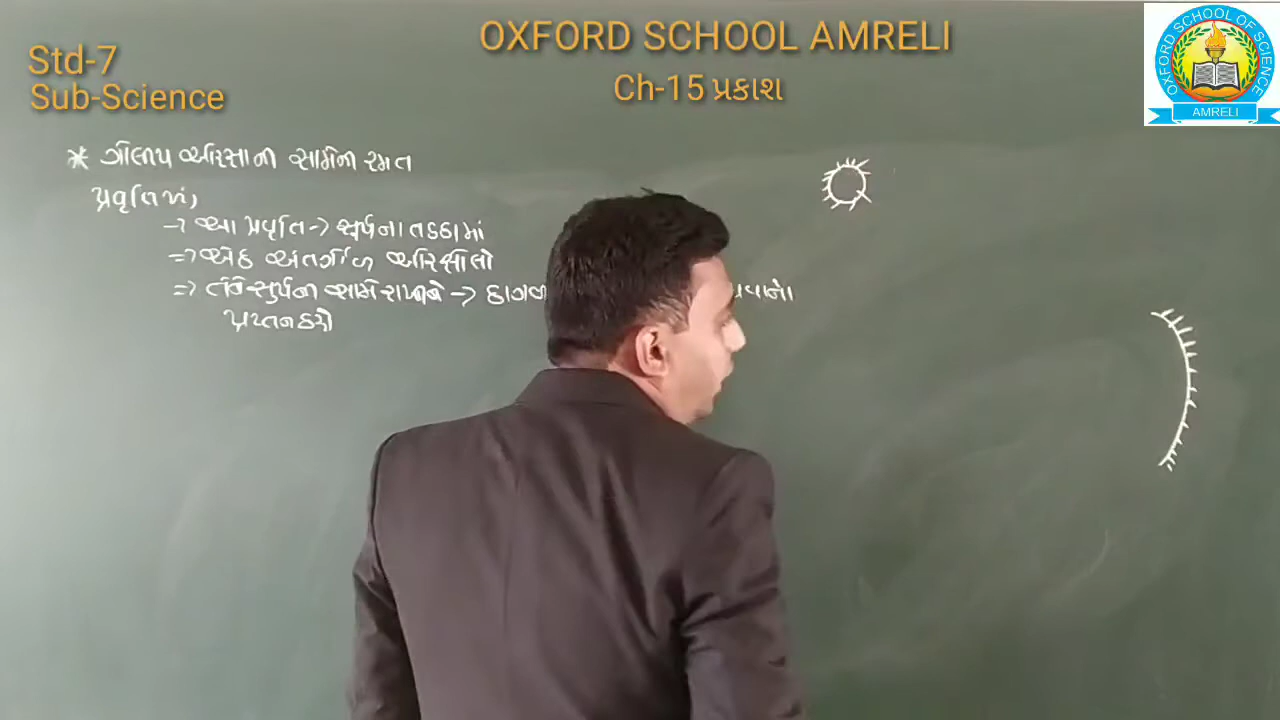 OXFORD SCHOOL AMRELI
Ch-15 પ્રકાશ
Std-7
Sub-Science
OXFORD SCHOOL OF SCIENCE
AMRELI
* ગોલીય અરિસાની સામેની રમત
પ્રવૃતિમાં,
→ આ પ્રવૃતિ → સૂર્યના તડકામાં
⇒ એક અંતર્ગોળ અરિસો લો
⇒ તેને સુર્યની સામે રાખીને →
પ્રયત્ન કરો